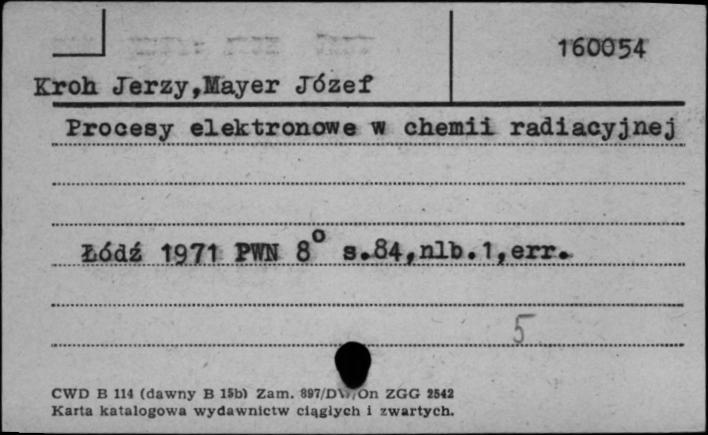 160054
Kroh Jerzy,Mayer Józef
Procesy elektronowe w chemii radiacyjnej
Łódź 1971 PWN 8° s.84,nlb.1,err.
5
CWD B 114 (dawny B 15b) Zam. 897/DW/On ZGG 2542
Karta katalogowa wydawnictw ciągłych i zwartych.